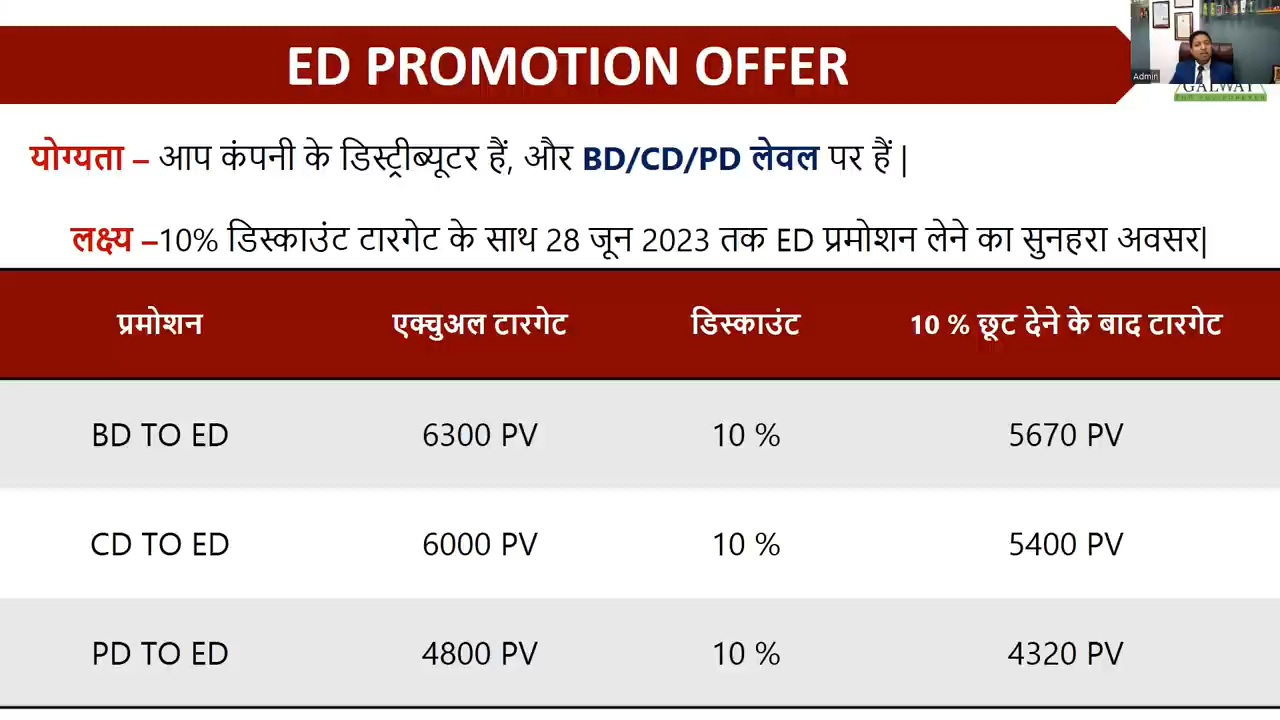 ED PROMOTION OFFER
Admin
GALWAY
योग्यता – आप कंपनी के डिस्ट्रीब्यूटर हैं, और BD/CD/PD लेवल पर हैं |
लक्ष्य –10% डिस्काउंट टारगेट के साथ 28 जून 2023 तक ED प्रमोशन लेने का सुनहरा अवसर|
प्रमोशन एक्चुअल टारगेट डिस्काउंट 10 % छूट देने के बाद टारगेट
BD TO ED 6300 PV 10 % 5670 PV
CD TO ED 6000 PV 10 % 5400 PV
PD TO ED 4800 PV 10 % 4320 PV